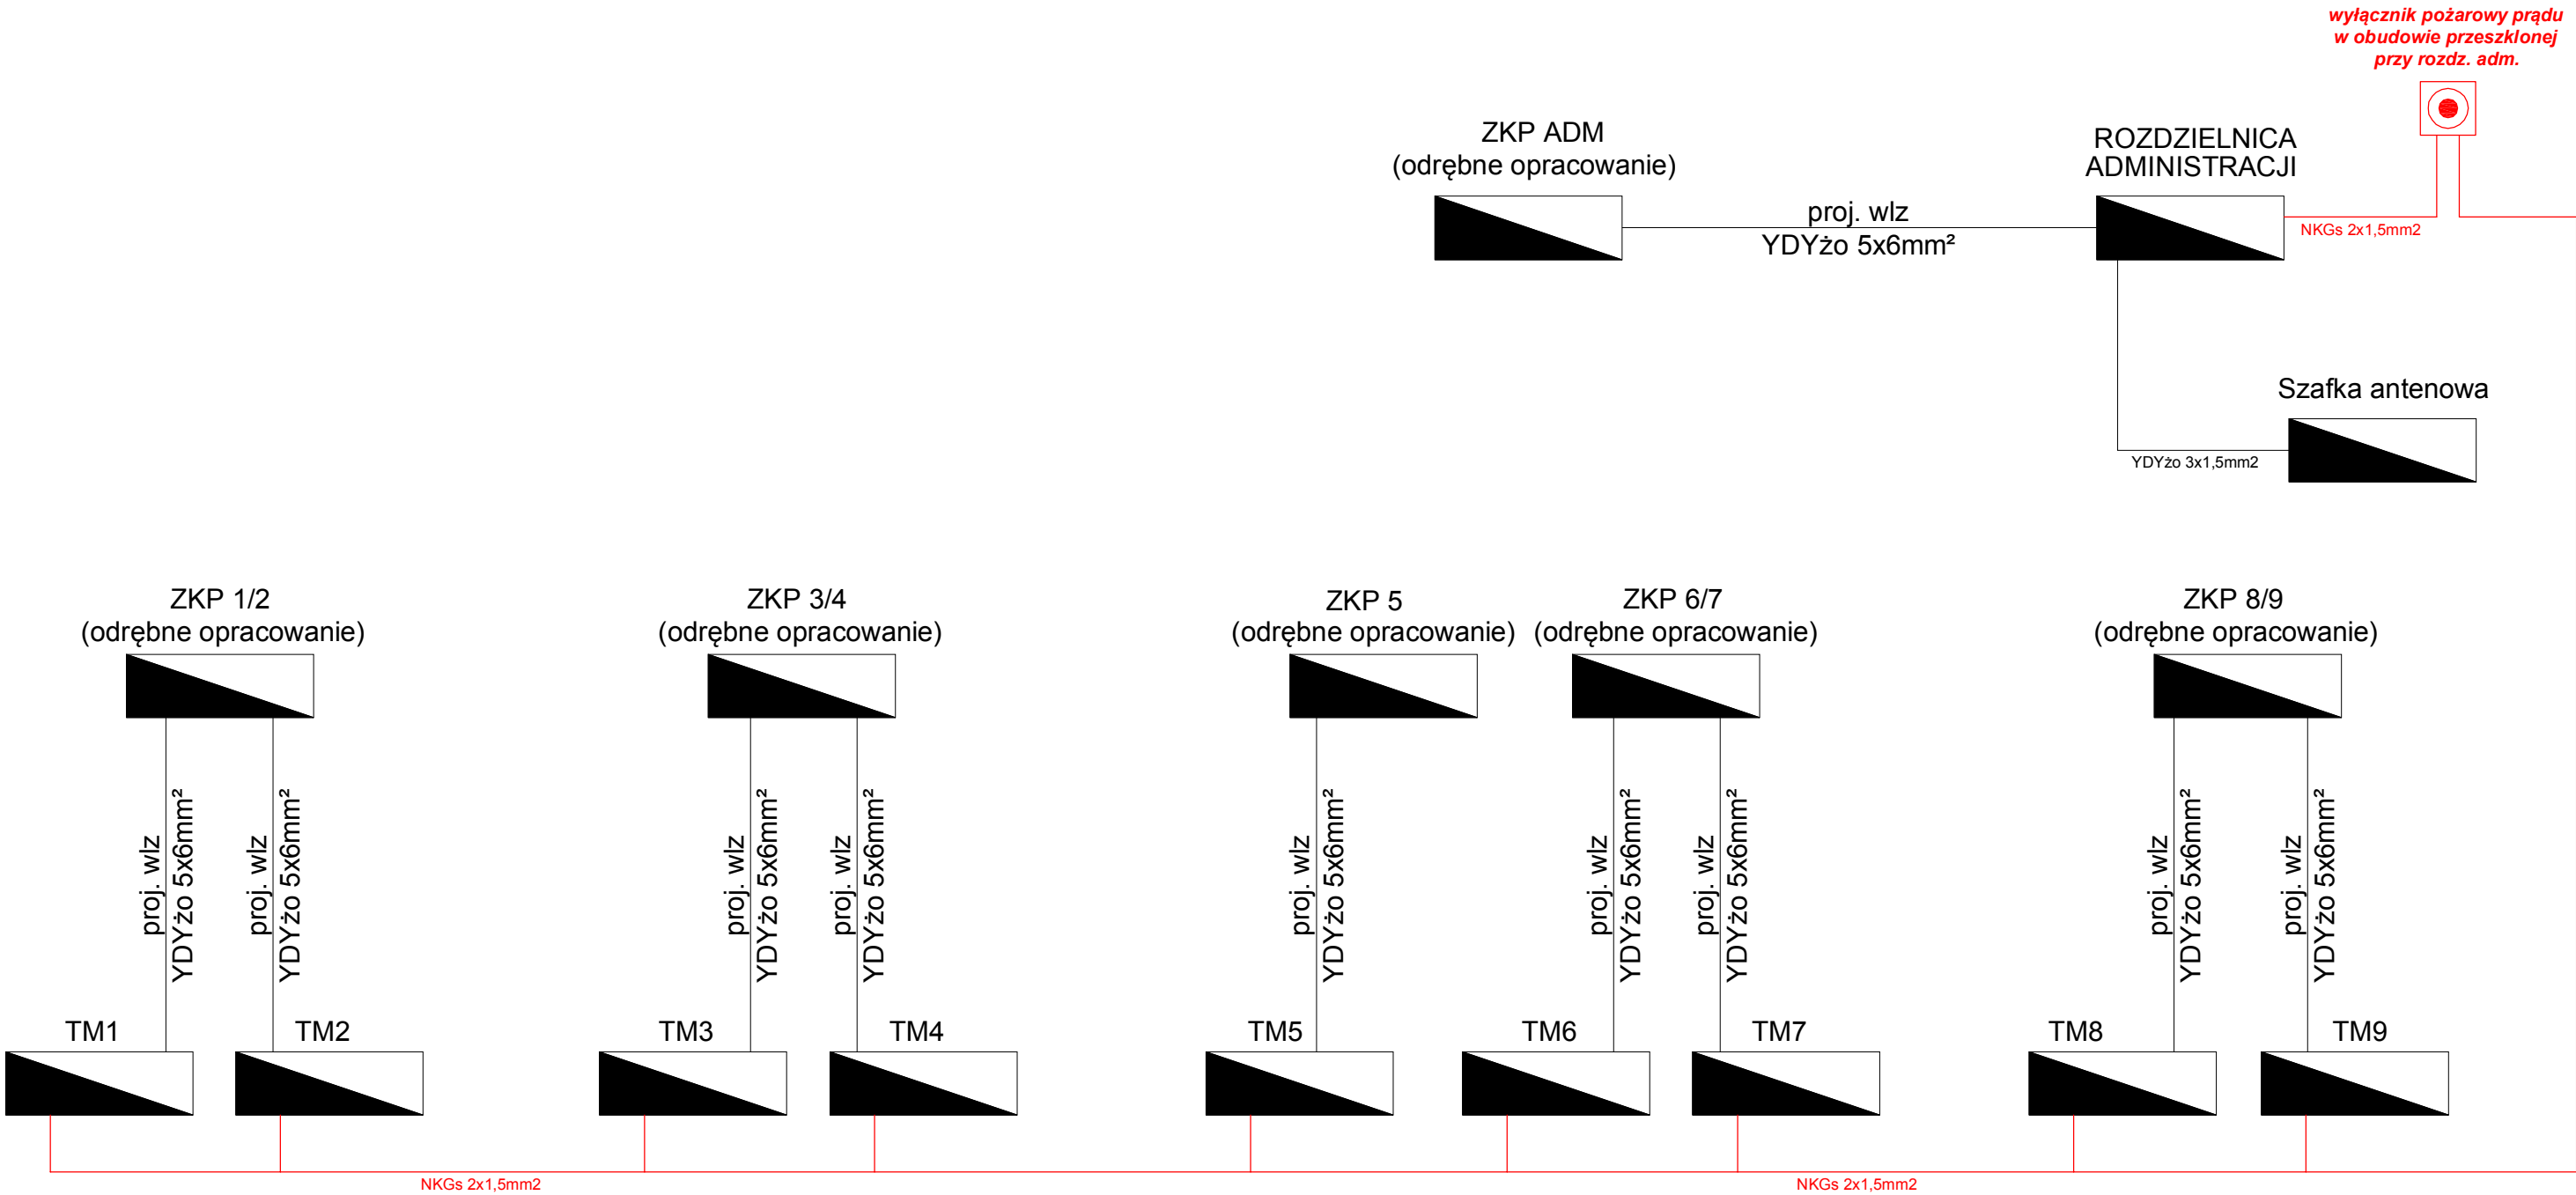 wyłącznik pożarowy prądu
w obudowie przeszklonej
przy rozdz. adm.
ZKP ADM
(odrębne opracowanie)
ROZDZIELNICA
ADMINISTRACJI
proj. wlz
YDYżo 5x6mm²
NKGs 2x1,5mm2
Szafka antenowa
YDYżo 3x1,5mm2
ZKP 1/2
(odrębne opracowanie)
ZKP 3/4
(odrębne opracowanie)
ZKP 5
(odrębne opracowanie)
ZKP 6/7
(odrębne opracowanie)
ZKP 8/9
(odrębne opracowanie)
proj. wlz
YDYżo 5x6mm²
proj. wlz
YDYżo 5x6mm²
proj. wlz
YDYżo 5x6mm²
proj. wlz
YDYżo 5x6mm²
proj. wlz
YDYżo 5x6mm²
proj. wlz
YDYżo 5x6mm²
proj. wlz
YDYżo 5x6mm²
proj. wlz
YDYżo 5x6mm²
proj. wlz
YDYżo 5x6mm²
TM1
TM2
TM3
TM4
TM5
TM6
TM7
TM8
TM9
NKGs 2x1,5mm2
NKGs 2x1,5mm2